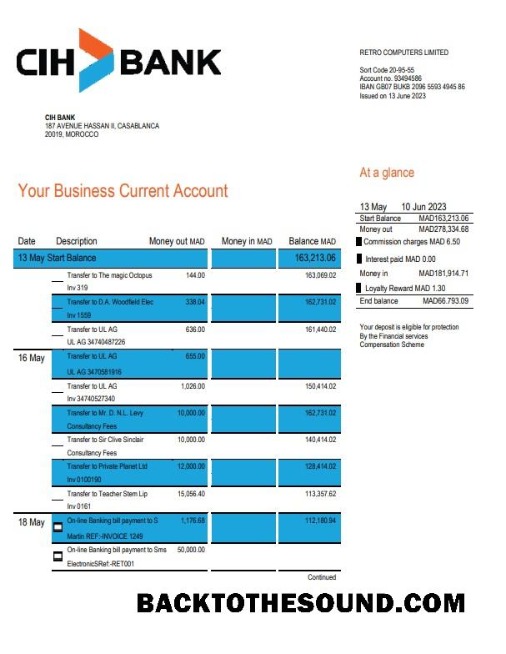 CIH BANK
RETRO COMPUTERS LIMITED
Sort Code 20-95-55
Account no. 93494586
IBAN GB07 BUKB 2096 5593 4945 86
Issued on 13 June 2023
CIH BANK
187 AVENUE HASSAN II, CASABLANCA
20019, MOROCCO
At a glance
13 May 10 Jun 2023
Start Balance MAD163,213.06
Money out MAD278,334.68
Commission charges MAD 6.50
Interest paid MAD 0.00
Money in MAD181,914.71
Loyalty Reward MAD 1.30
End balance MAD66.793.09
Your deposit is eligible for protection
By the Financial services
Compensation Scheme
Your Business Current Account
Date Description Money out MAD Money in MAD Balance MAD
13 May Start Balance 163,213.06
Transfer to The magic Octopus 144.00 163,069.02
Inv 319
Transfer to D.A. Woodfield Elec 338.04 162,731.02
Inv 1559
Transfer to UL AG 636.00 161,440.02
UL AG 34740487226
16 May Transfer to UL AG 655.00
UL AG 3470581916
Transfer to UL AG 1,026.00 150,414.02
Inv 34740527340
Transfer to Mr. D. N.L. Levy 10,000.00 162,731.02
Consultancy Fees
Transfer to Sir Clive Sinclair 10,000.00 140,414.02
Consultancy Fees
Transfer to Private Planet Ltd 12,000.00 128,414.02
Inv 0100190
Transfer to Teacher Stem Lip 15,056.40 113,357.62
Inv 0161
18 May On-line Banking bill payment to S 1,176.68 112,180.94
Martin REF:-INVOICE 1249
On-line Banking bill payment to Sms 50,000.00
ElectronicSRef:-RET001
Continued
BACKTOTHESOUND.COM